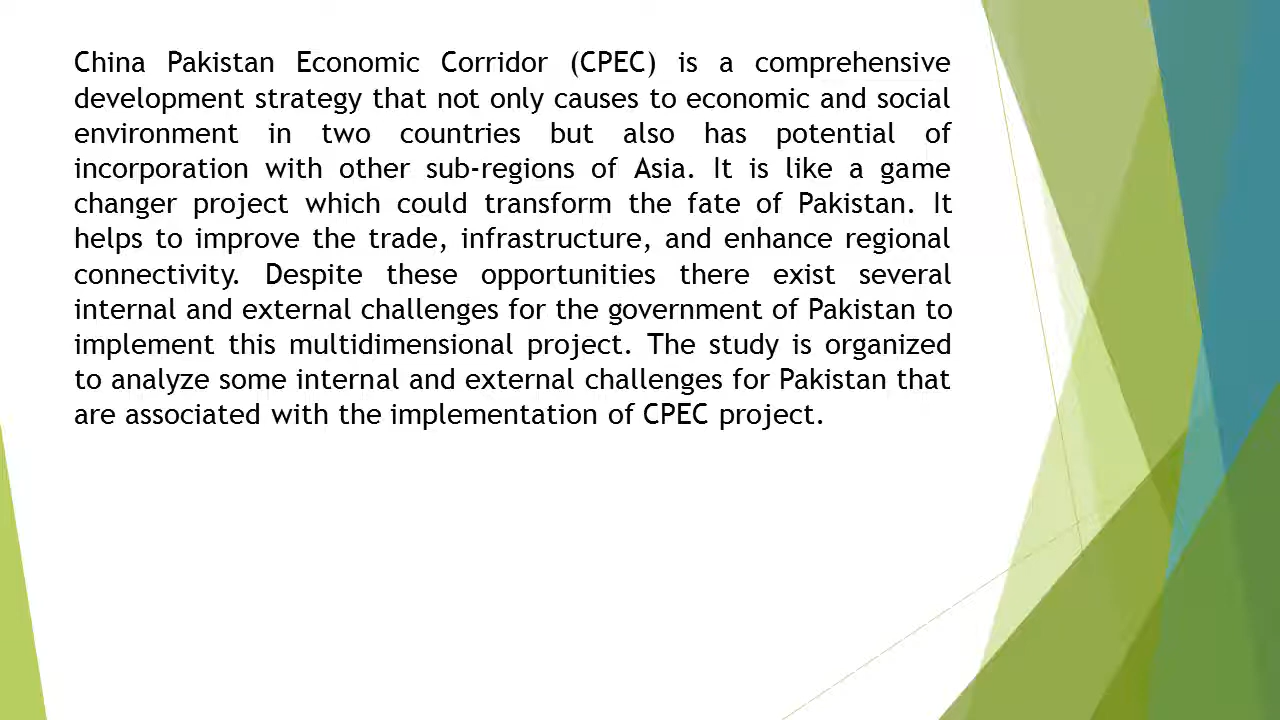 China Pakistan Economic Corridor (CPEC) is a comprehensive
development strategy that not only causes to economic and social
environment in two countries but also has potential of
incorporation with other sub-regions of Asia. It is like a game
changer project which could transform the fate of Pakistan. It
helps to improve the trade, infrastructure, and enhance regional
connectivity. Despite these opportunities there exist several
internal and external challenges for the government of Pakistan to
implement this multidimensional project. The study is organized
to analyze some internal and external challenges for Pakistan that
are associated with the implementation of CPEC project.